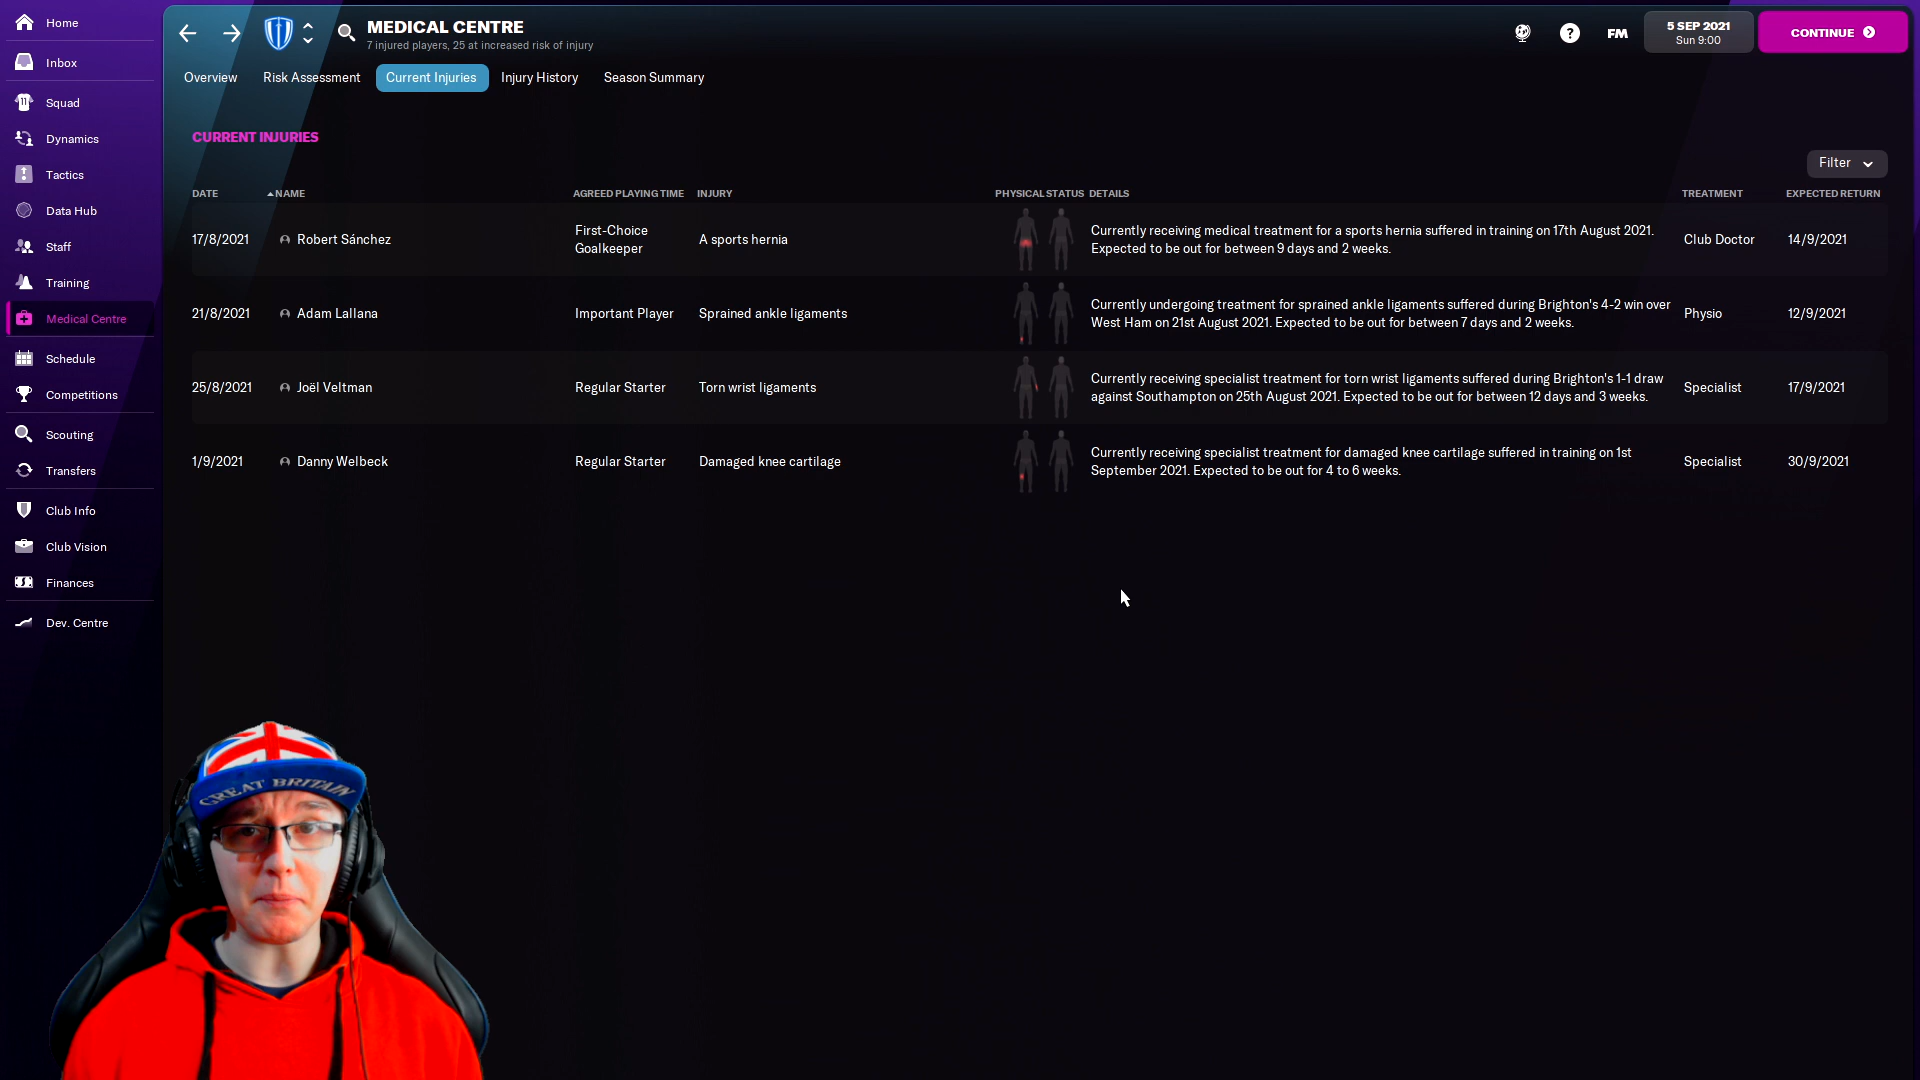 Home
Inbox
Squad
Dynamics
Tactics
Data Hub
Staff
Training
Medical Centre
Schedule
Competitions
Scouting
Transfers
Club Info
Club Vision
Finances
Dev. Centre
MEDICAL CENTRE
7 injured players, 25 at increased risk of injury
FM
5 SEP 2021
Sun 9:00
CONTINUE
Overview Risk Assessment Current Injuries Injury History Season Summary
CURRENT INJURIES
Filter
DATE NAME AGREED PLAYING TIME INJURY PHYSICAL STATUS DETAILS TREATMENT EXPECTED RETURN
17/8/2021 Robert Sánchez First-Choice Goalkeeper A sports hernia Currently receiving medical treatment for a sports hernia suffered in training on 17th August 2021.
Expected to be out for between 9 days and 2 weeks. Club Doctor 14/9/2021
21/8/2021 Adam Lallana Important Player Sprained ankle ligaments Currently undergoing treatment for sprained ankle ligaments suffered during Brighton's 4-2 win over
West Ham on 21st August 2021. Expected to be out for between 7 days and 2 weeks. Physio 12/9/2021
25/8/2021 Joël Veltman Regular Starter Torn wrist ligaments Currently receiving specialist treatment for torn wrist ligaments suffered during Brighton's 1-1 draw
against Southampton on 25th August 2021. Expected to be out for between 12 days and 3 weeks. Specialist 17/9/2021
1/9/2021 Danny Welbeck Regular Starter Damaged knee cartilage Currently receiving specialist treatment for damaged knee cartilage suffered in training on 1st
September 2021. Expected to be out for 4 to 6 weeks. Specialist 30/9/2021
GREAT BRITAIN